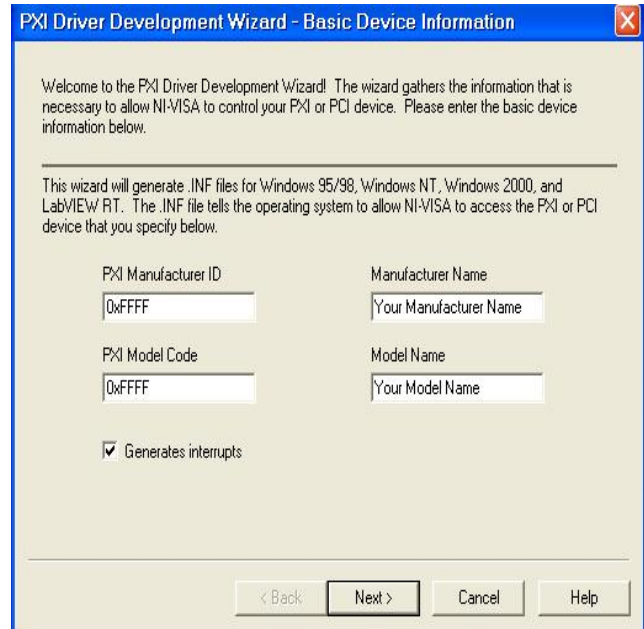 PXI Driver Development Wizard - Basic Device Information
Welcome to the PXI Driver Development Wizard! The wizard gathers the information that is
necessary to allow NI-VISA to control your PXI or PCI device. Please enter the basic device
information below.
This wizard will generate .INF files for Windows 95/98, Windows NT, Windows 2000, and
LabVIEW RT. The .INF file tells the operating system to allow NI-VISA to access the PXI or PCI
device that you specify below.
PXI Manufacturer ID
Manufacturer Name
0xFFFF
Your Manufacturer Name
PXI Model Code
Model Name
0xFFFF
Your Model Name
Generates interrupts
< Back
Next >
Cancel
Help